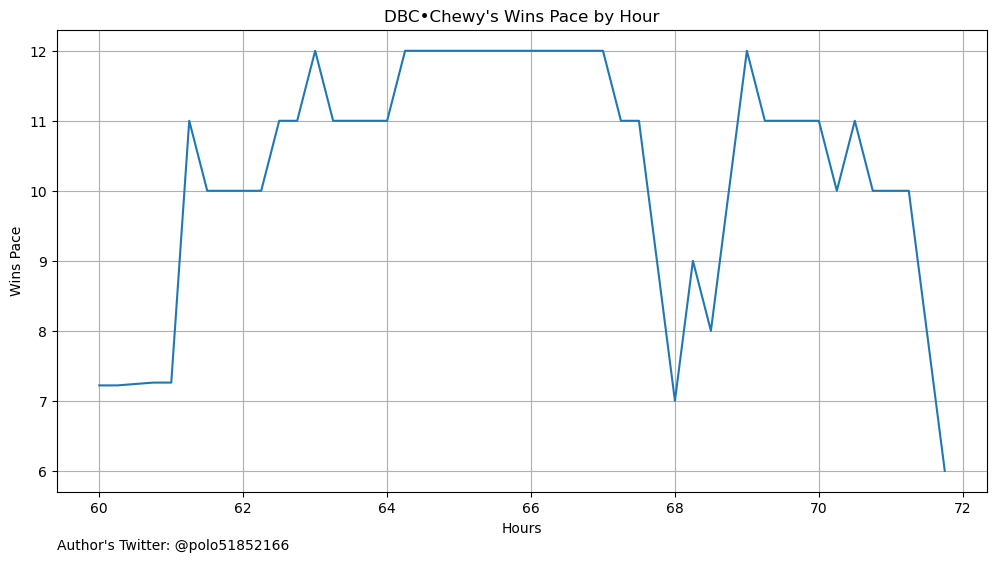 DBC•Chewy's Wins Pace by Hour
12
11
10
9
8
7
6
Wins Pace
60 62 64 66 68 70 72
Hours
Author's Twitter: @polo51852166